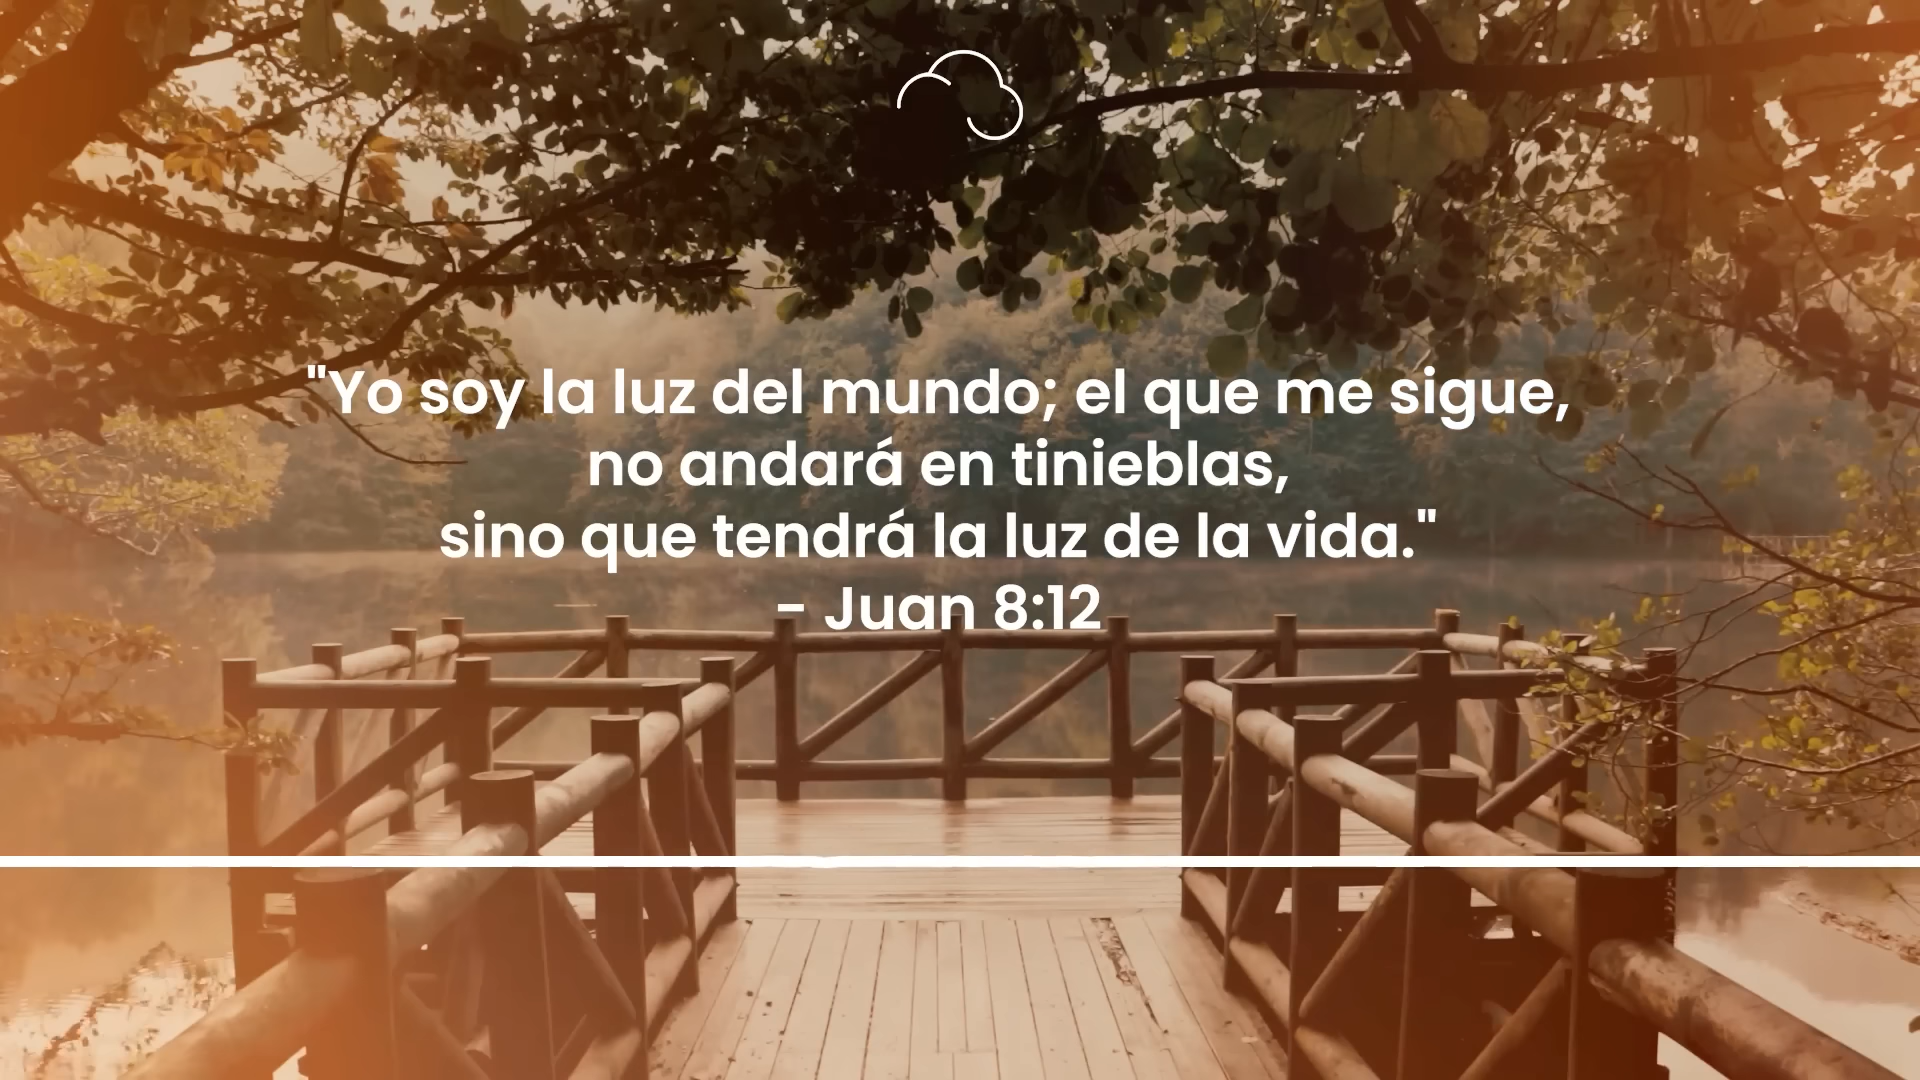 "Yo soy la luz del mundo; el que me sigue,
no andará en tinieblas,
sino que tendrá la luz de la vida."
- Juan 8:12